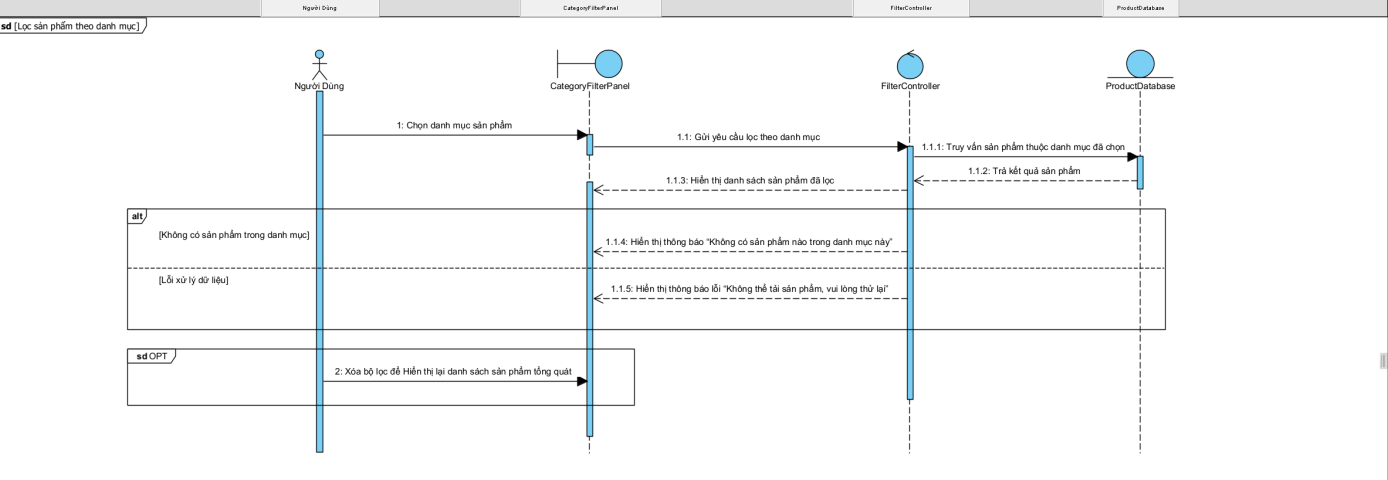 Người Dùng
CategoryFilterPanel
FilterController
ProductDatabase
sd [Lọc sản phẩm theo danh mục]
Người Dùng
CategoryFilterPanel
FilterController
ProductDatabase
1: Chọn danh mục sản phẩm
1.1: Gửi yêu cầu lọc theo danh mục
1.1.1: Truy vấn sản phẩm thuộc danh mục đã chọn
1.1.2: Trả kết quả sản phẩm
1.1.3: Hiển thị danh sách sản phẩm đã lọc
alt
[Không có sản phẩm trong danh mục]
1.1.4: Hiển thị thông báo "Không có sản phẩm nào trong danh mục này"
[Lỗi xử lý dữ liệu]
1.1.5: Hiển thị thông báo lỗi "Không thể tải sản phẩm, vui lòng thử lại"
sd OPT
2: Xóa bộ lọc để Hiển thị lại danh sách sản phẩm tổng quát